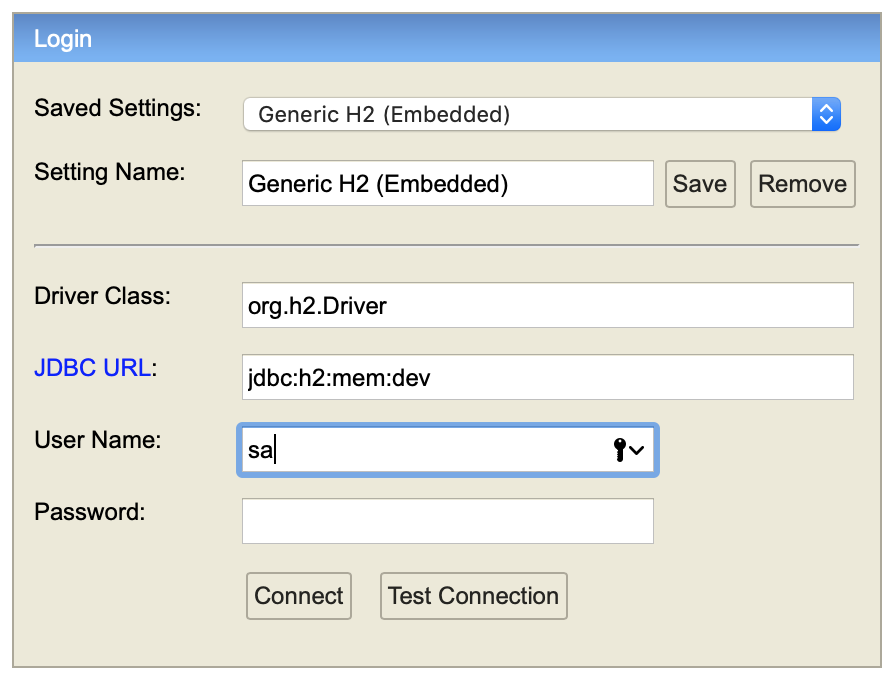 Login
Saved Settings: Generic H2 (Embedded)
Setting Name: Generic H2 (Embedded) Save Remove
Driver Class: org.h2.Driver
JDBC URL: jdbc:h2:mem:dev
User Name: sa
Password:
Connect Test Connection